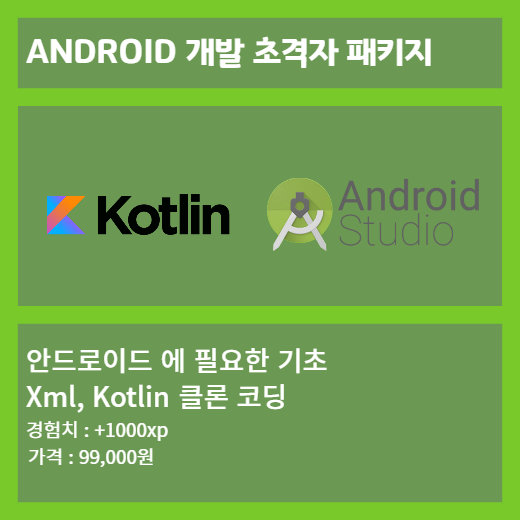 ANDROID 개발 초격자 패키지
Kotlin
Android
Studio
안드로이드 에 필요한 기초
Xml, Kotlin 클론 코딩
경험치 : +1000xp
가격 : 99,000원